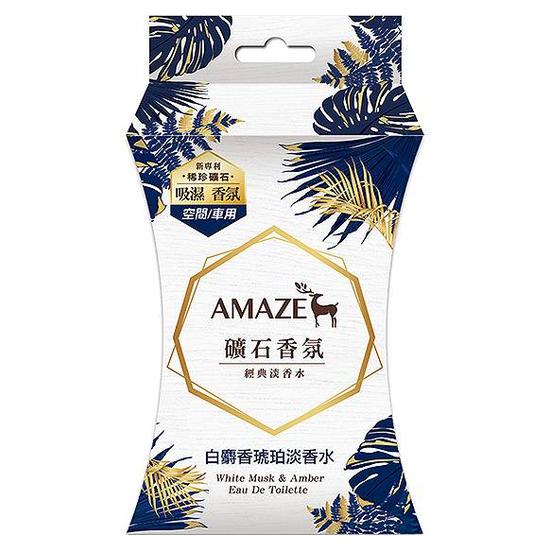 新專利
•稀珍礦石•
吸濕 香氛
空間/車用
AMAZE
礦石香氛
經典淡香水
白麝香琥珀淡香水
White Musk & Amber
Eau De Toilette